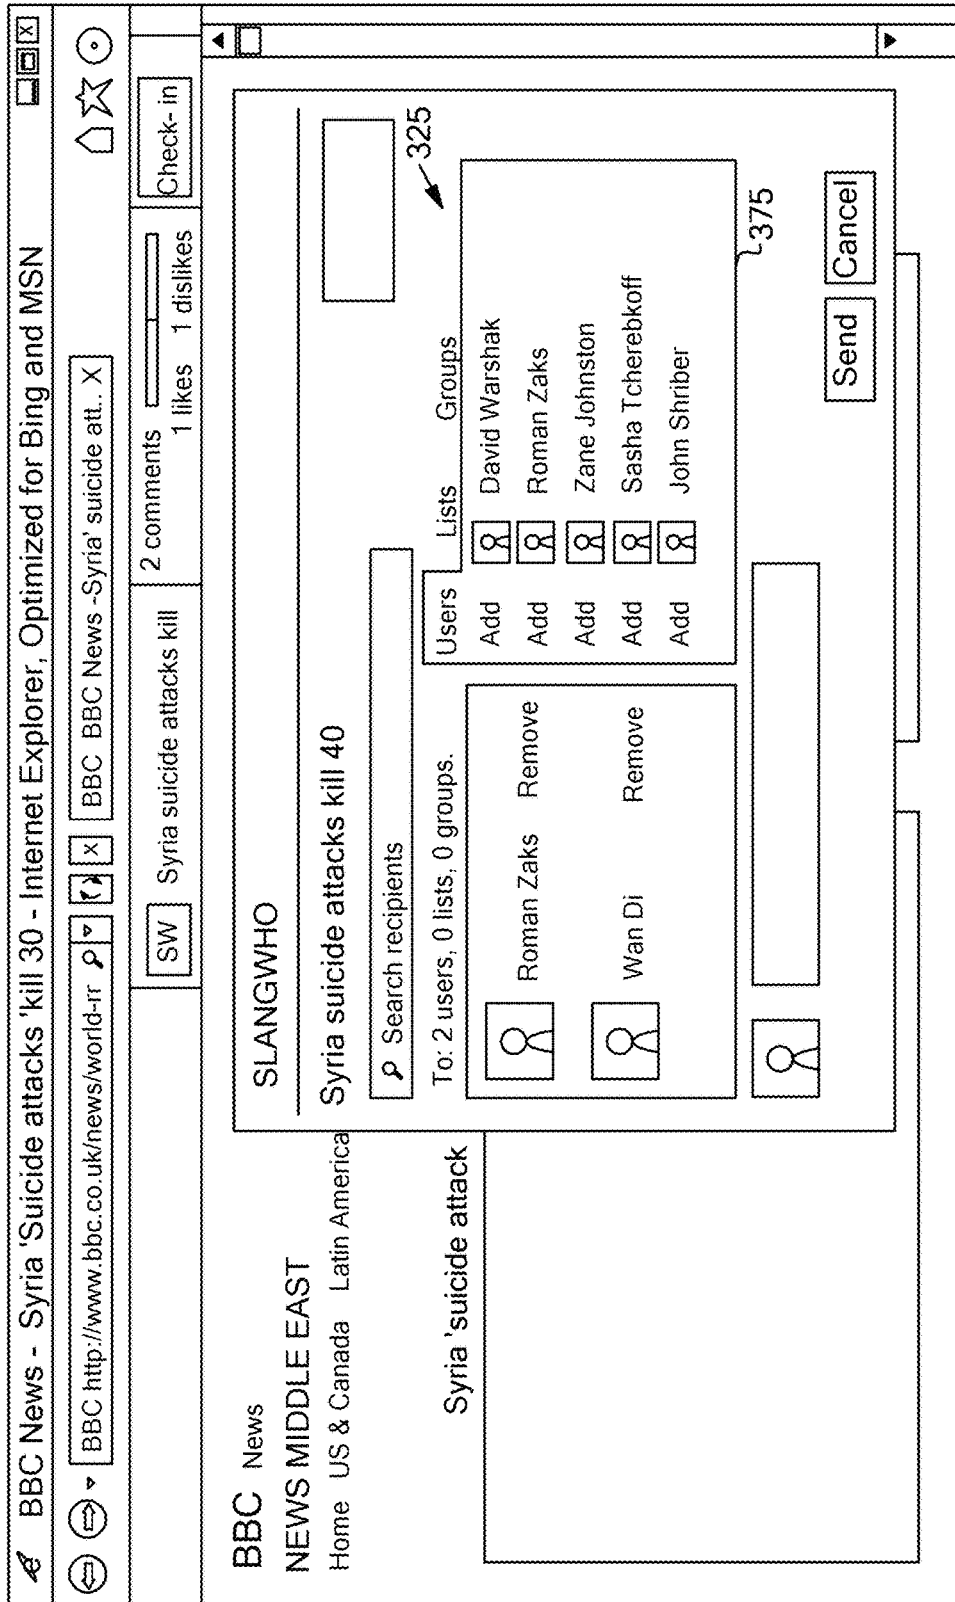 BBC News - Syria 'Suicide attacks 'kill 30 - Internet Explorer, Optimized for Bing and MSN
X
BBC http://www.bbc.co.uk/news/world-rr
X
BBC BBC News -Syria' suicide att.. X
SW
Syria suicide attacks kill
2 comments
1 likes 1 dislikes
Check- in
BBC News
NEWS MIDDLE EAST
Home US & Canada Latin America
Syria 'suicide attack
SLANGWHO
Syria suicide attacks kill 40
Search recipients
325
To: 2 users, 0 lists, 0 groups.
Roman Zaks Remove
Wan Di Remove
Users Lists Groups
Add David Warshak
Add Roman Zaks
Add Zane Johnston
Add Sasha Tcherebkoff
Add John Shriber
375
Send Cancel